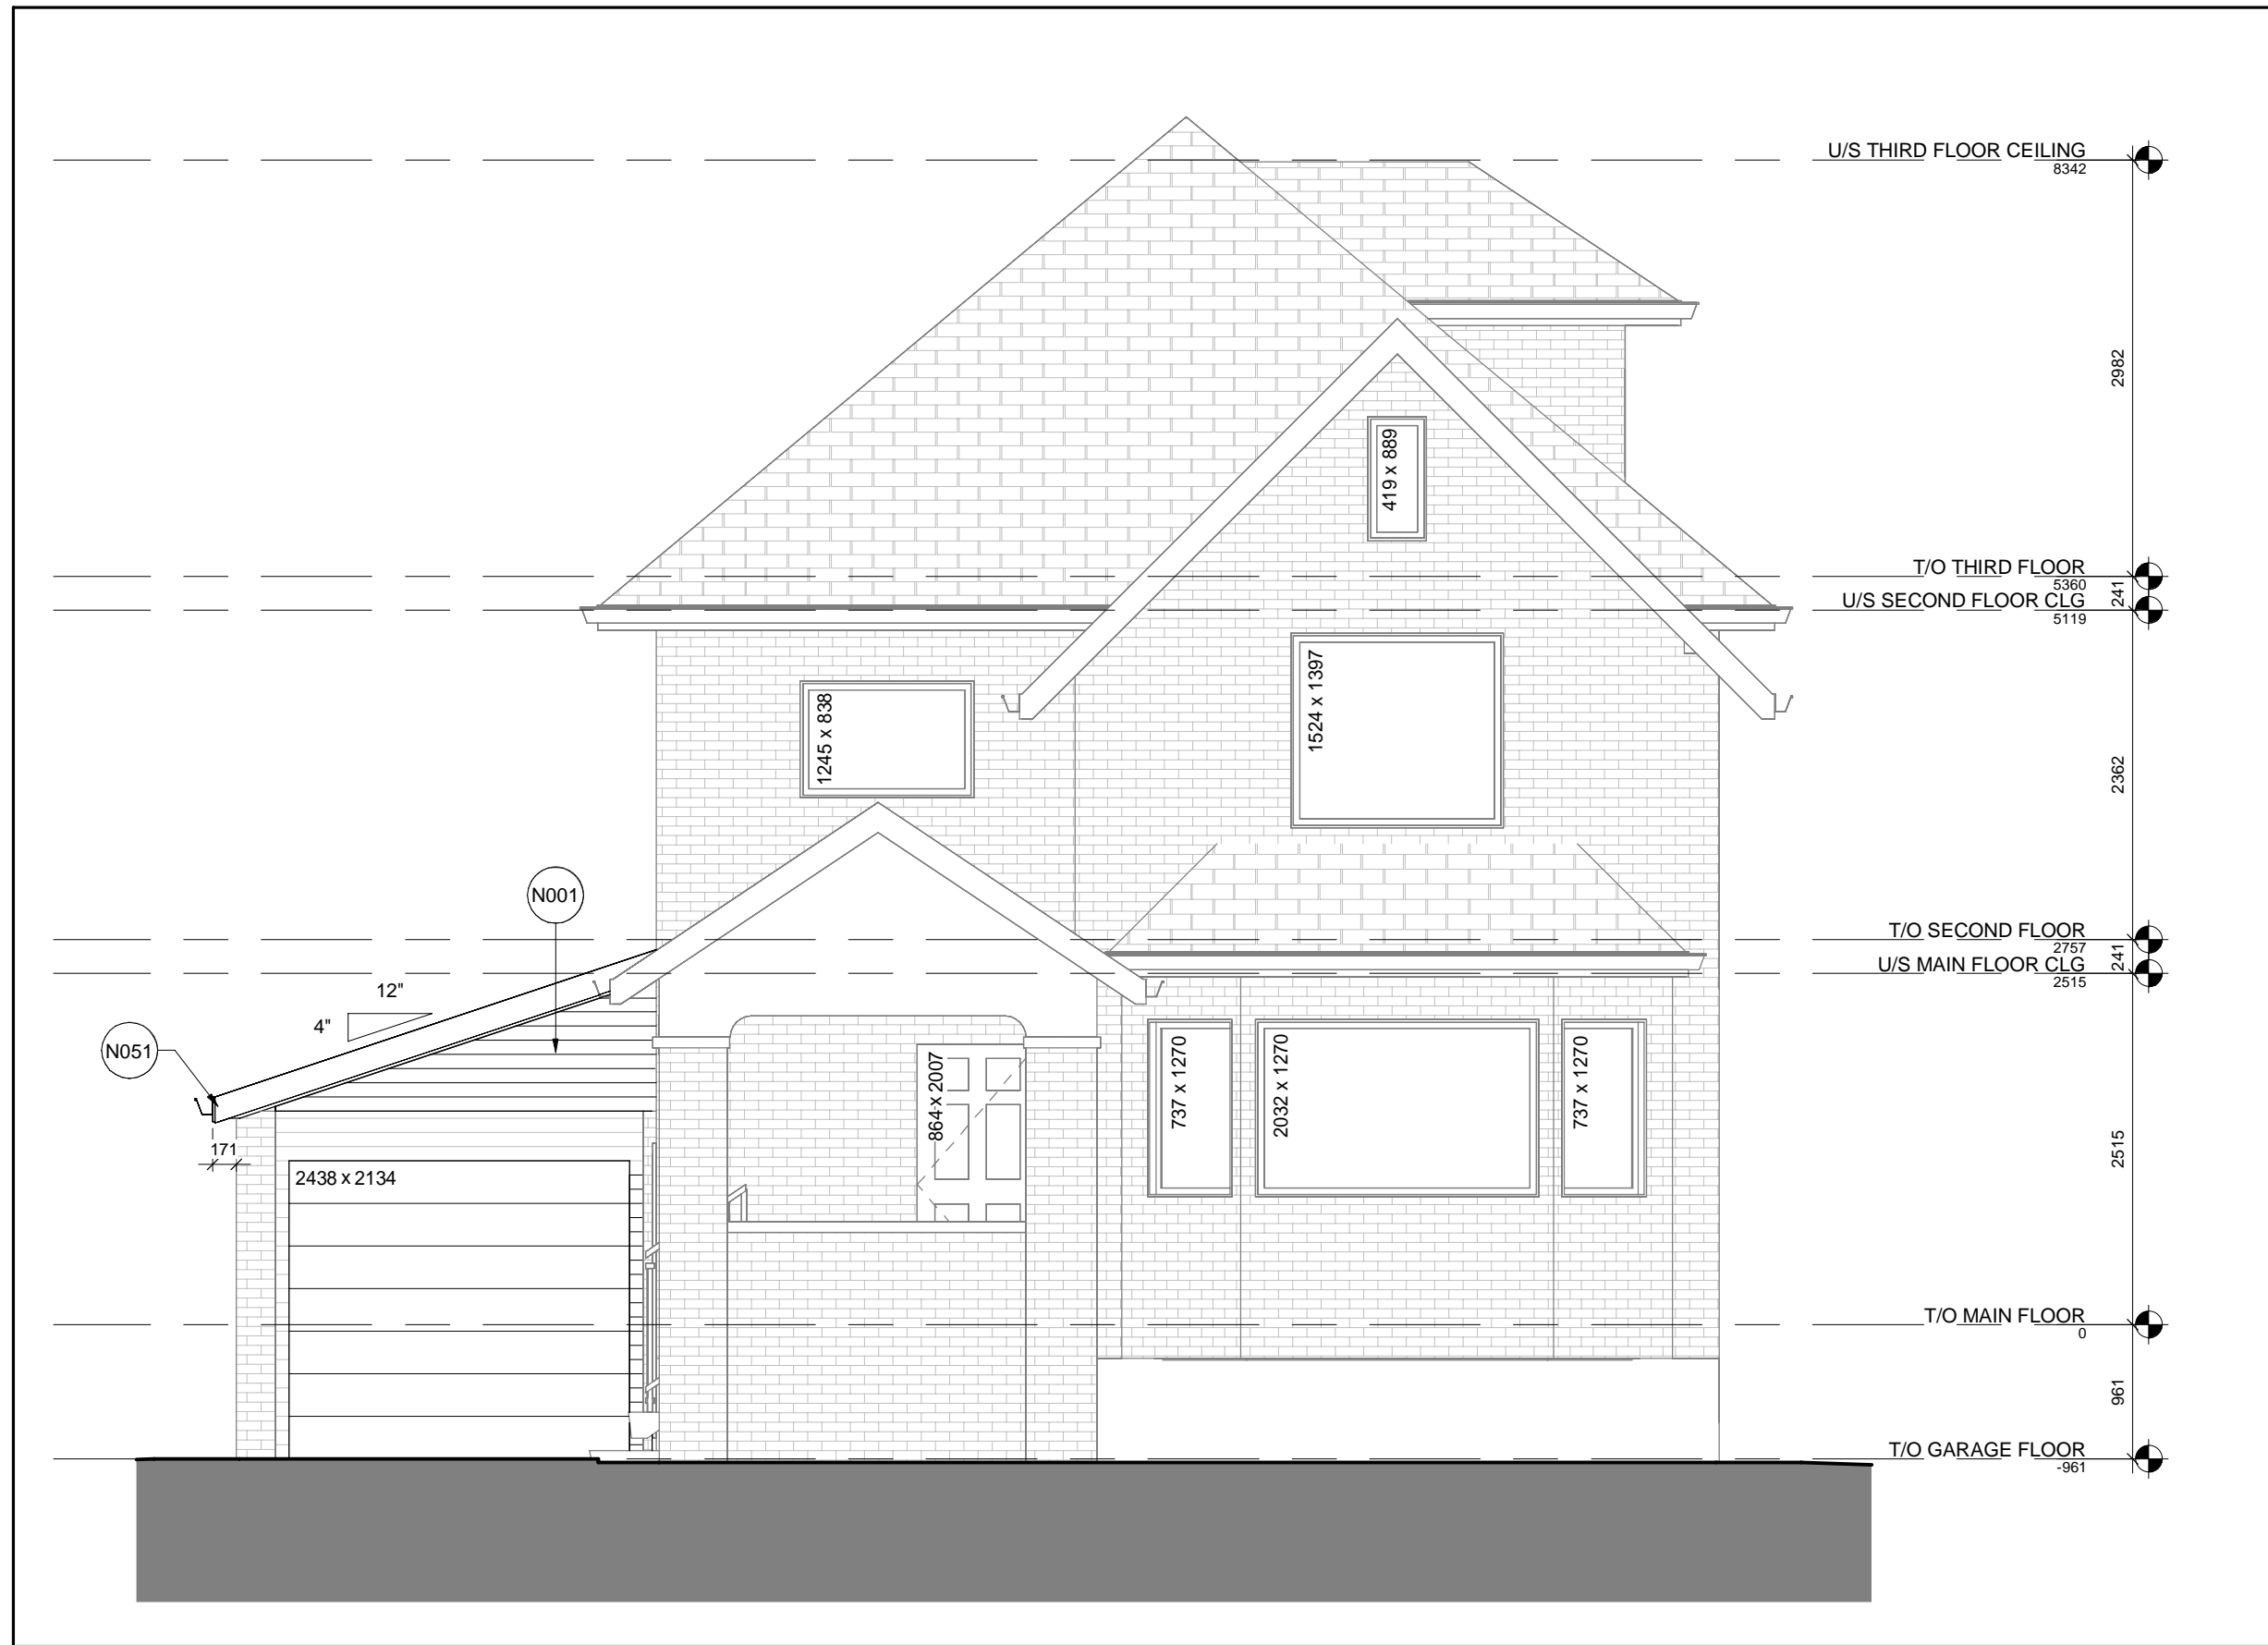 U/S THIRD FLOOR CEILING
8342
2982
419 x 889
T/O THIRD FLOOR
5360
241
U/S SECOND FLOOR CLG
5119
1245 x 838
1524 x 1397
2362
N001
T/O SECOND FLOOR
2757
241
U/S MAIN FLOOR CLG
2515
12"
4"
N051
171
2438 x 2134
864 x 2007
737 x 1270
2032 x 1270
737 x 1270
2515
T/O MAIN FLOOR
0
961
T/O GARAGE FLOOR
-961